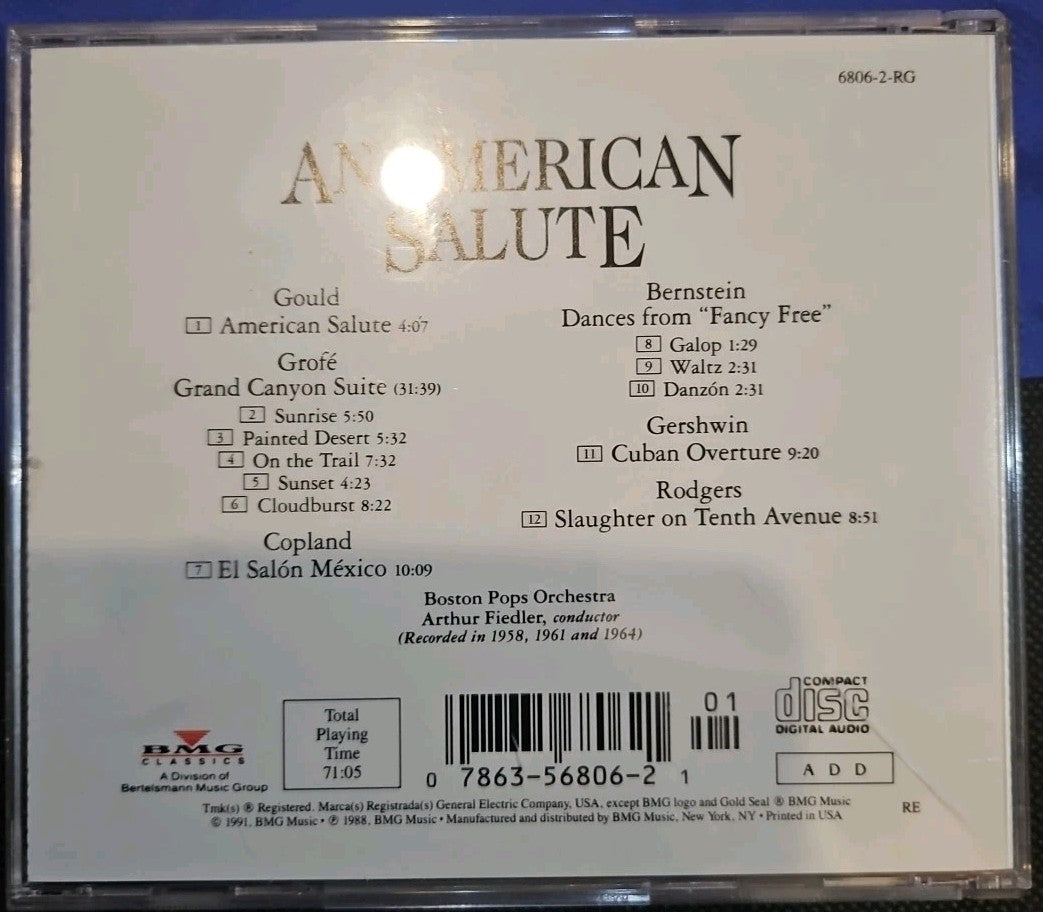 6806-2-RG
AN AMERICAN
SALUTE
Gould
1 American Salute 4:07
Grofé
Grand Canyon Suite (31:39)
2 Sunrise 5:50
3 Painted Desert 5:32
4 On the Trail 7:32
5 Sunset 4:23
6 Cloudburst 8:22
Copland
7 El Salón México 10:09
Bernstein
Dances from “Fancy Free”
8 Galop 1:29
9 Waltz 2:31
10 Danzón 2:31
Gershwin
11 Cuban Overture 9:20
Rodgers
12 Slaughter on Tenth Avenue 8:51
Boston Pops Orchestra
Arthur Fiedler, conductor
(Recorded in 1958, 1961 and 1964)
BMG
CLASSICS
A Division of
Bertelsmann Music Group
Total
Playing
Time
71:05
01
0 7863-56806-2 1
COMPACT
disc
DIGITAL AUDIO
A D D
Tmk(s) ® Registered. Marca(s) Registrada(s) General Electric Company, USA, except BMG logo and Gold Seal ® BMG Music
© 1991, BMG Music • ℗ 1988, BMG Music • Manufactured and distributed by BMG Music, New York, NY • Printed in USA
RE